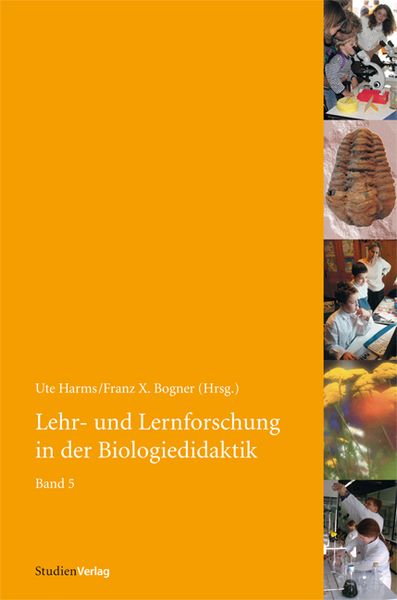 Ute Harms/Franz X. Bogner (Hrsg.)
Lehr- und Lernforschung
in der Biologiedidaktik
Band 5
StudienVerlag